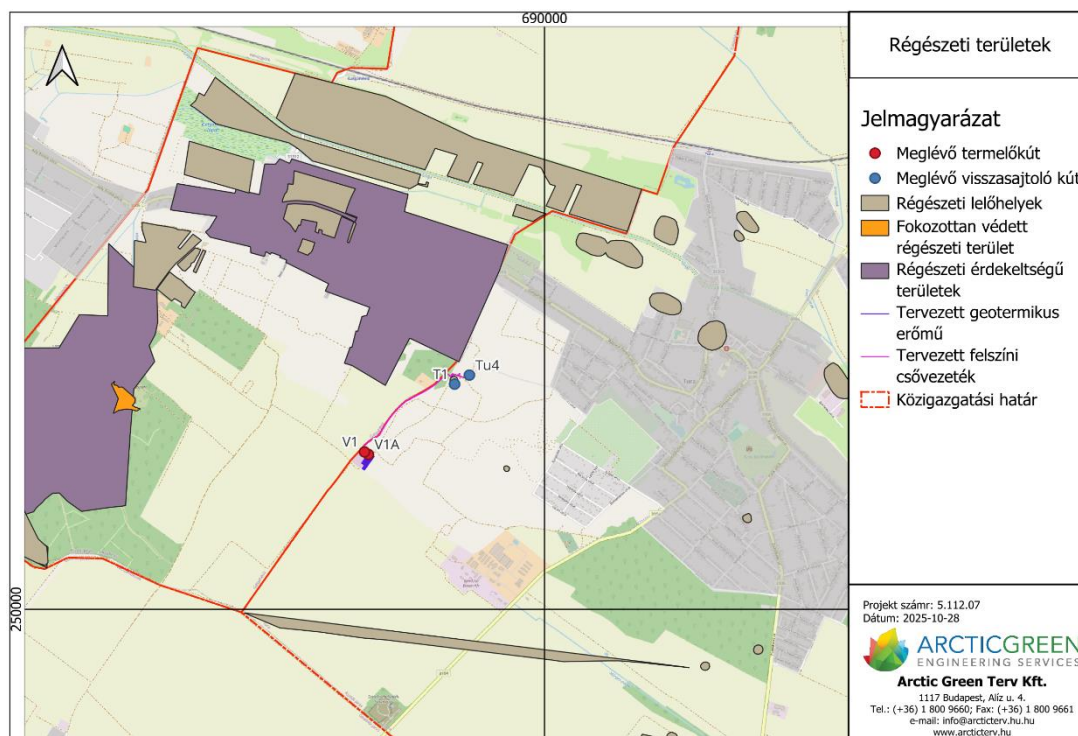 690000
Régészeti területek
Jelmagyarázat
Meglévő termelőkút
Meglévő visszasajtoló kút
Régészeti lelőhelyek
Fokozottan védett
régészeti terület
Régészeti érdekeltségű
területek
Tervezett geotermikus
erőmű
Tervezett felszíni
csővezeték
Közigazgatási határ
Tu4
T1
V1
V1A
250000
Projekt számr: 5.112.07
Dátum: 2025-10-28
ARCTICGREEN
ENGINEERING SERVICES
Arctic Green Terv Kft.
1117 Budapest, Alíz u. 4.
Tel.: (+36) 1 800 9660; Fax: (+36) 1 800 9661
e-mail: info@arcticterv.hu.hu
www.arcticterv.hu